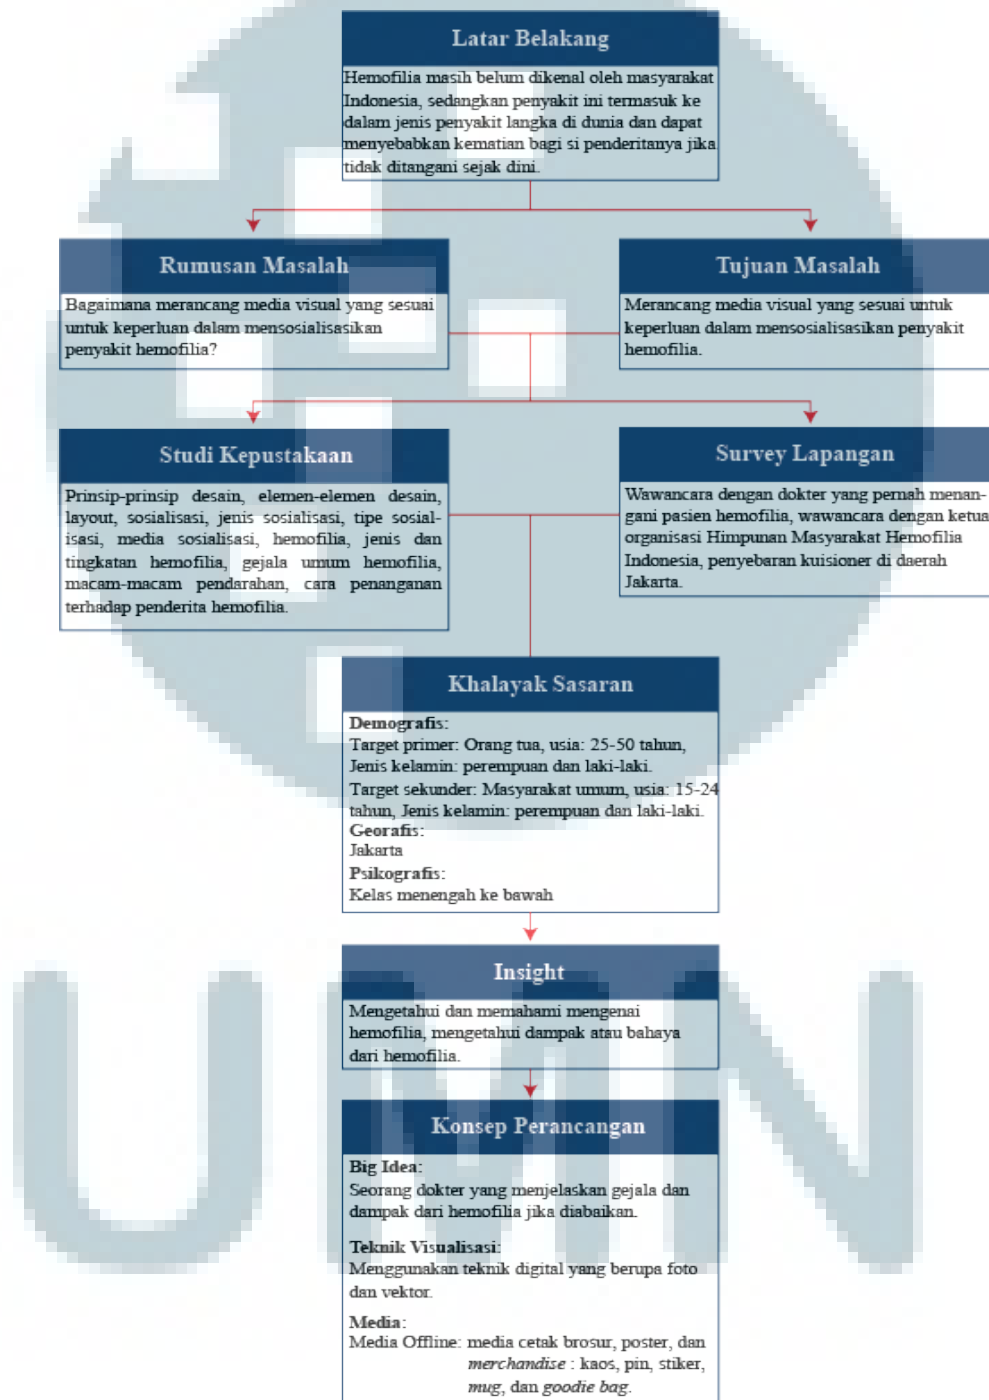 Latar Belakang
Hemofilia masih belum dikenal oleh masyarakat
Indonesia, sedangkan penyakit ini termasuk ke
dalam jenis penyakit langka di dunia dan dapat
menyebabkan kematian bagi si penderitanya jika
tidak ditangani sejak dini.
Rumusan Masalah
Bagaimana merancang media visual yang sesuai
untuk keperluan dalam mensosialisasikan
penyakit hemofilia?
Tujuan Masalah
Merancang media visual yang sesuai untuk
keperluan dalam mensosialisasikan penyakit
hemofilia.
Studi Kepustakaan
Prinsip-prinsip desain, elemen-elemen desain,
layout, sosialisasi, jenis sosialisasi, tipe sosial-
isasi, media sosialisasi, hemofilia, jenis dan
tingkatan hemofilia, gejala umum hemofilia,
macam-macam pendarahan, cara penanganan
terhadap penderita hemofilia.
Survey Lapangan
Wawancara dengan dokter yang pernah menan-
gani pasien hemofilia, wawancara dengan ketua
organisasi Himpunan Masyarakat Hemofilia
Indonesia, penyebaran kuisioner di daerah
Jakarta.
Khalayak Sasaran
Demografis:
Target primer: Orang tua, usia: 25-50 tahun,
Jenis kelamin: perempuan dan laki-laki.
Target sekunder: Masyarakat umum, usia: 15-24
tahun, Jenis kelamin: perempuan dan laki-laki.
Georafis:
Jakarta
Psikografis:
Kelas menengah ke bawah
Insight
Mengetahui dan memahami mengenai
hemofilia, mengetahui dampak atau bahaya
dari hemofilia.
Konsep Perancangan
Big Idea:
Seorang dokter yang menjelaskan gejala dan
dampak dari hemofilia jika diabaikan.
Teknik Visualisasi:
Menggunakan teknik digital yang berupa foto
dan vektor.
Media:
Media Offline: media cetak brosur, poster, dan
merchandise : kaos, pin, stiker,
mug, dan goodie bag.
UMN